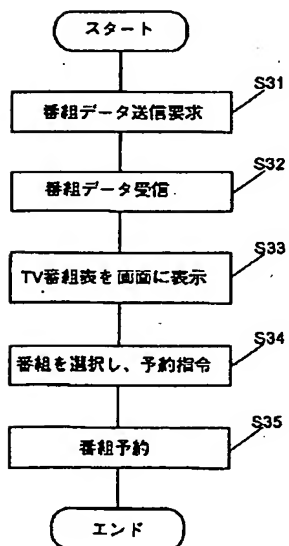 スタート
S31
番組データ送信要求
S32
番組データ受信
S33
TV番組表を画面に表示
S34
番組を選択し、予約指令
S35
番組予約
エンド